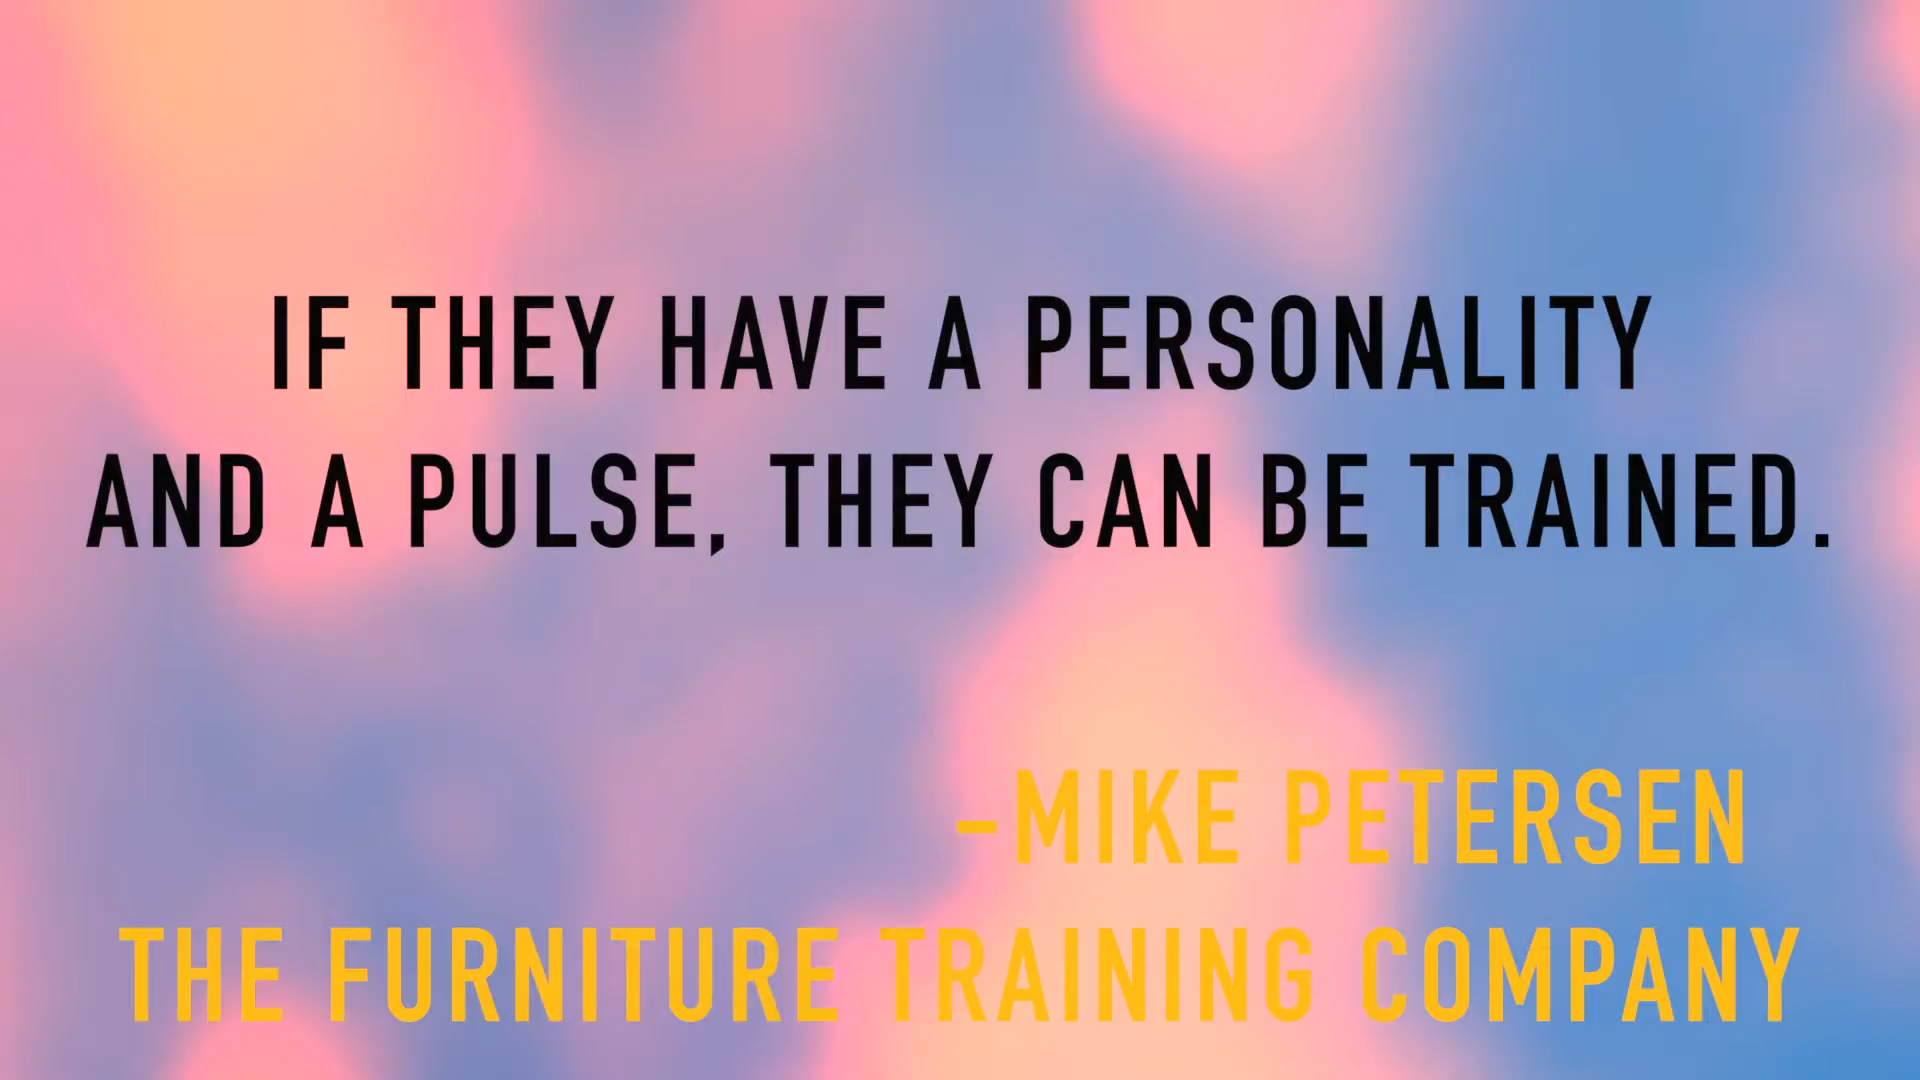 IF THEY HAVE A PERSONALITY
AND A PULSE, THEY CAN BE TRAINED.
-MIKE PETERSEN
THE FURNITURE TRAINING COMPANY